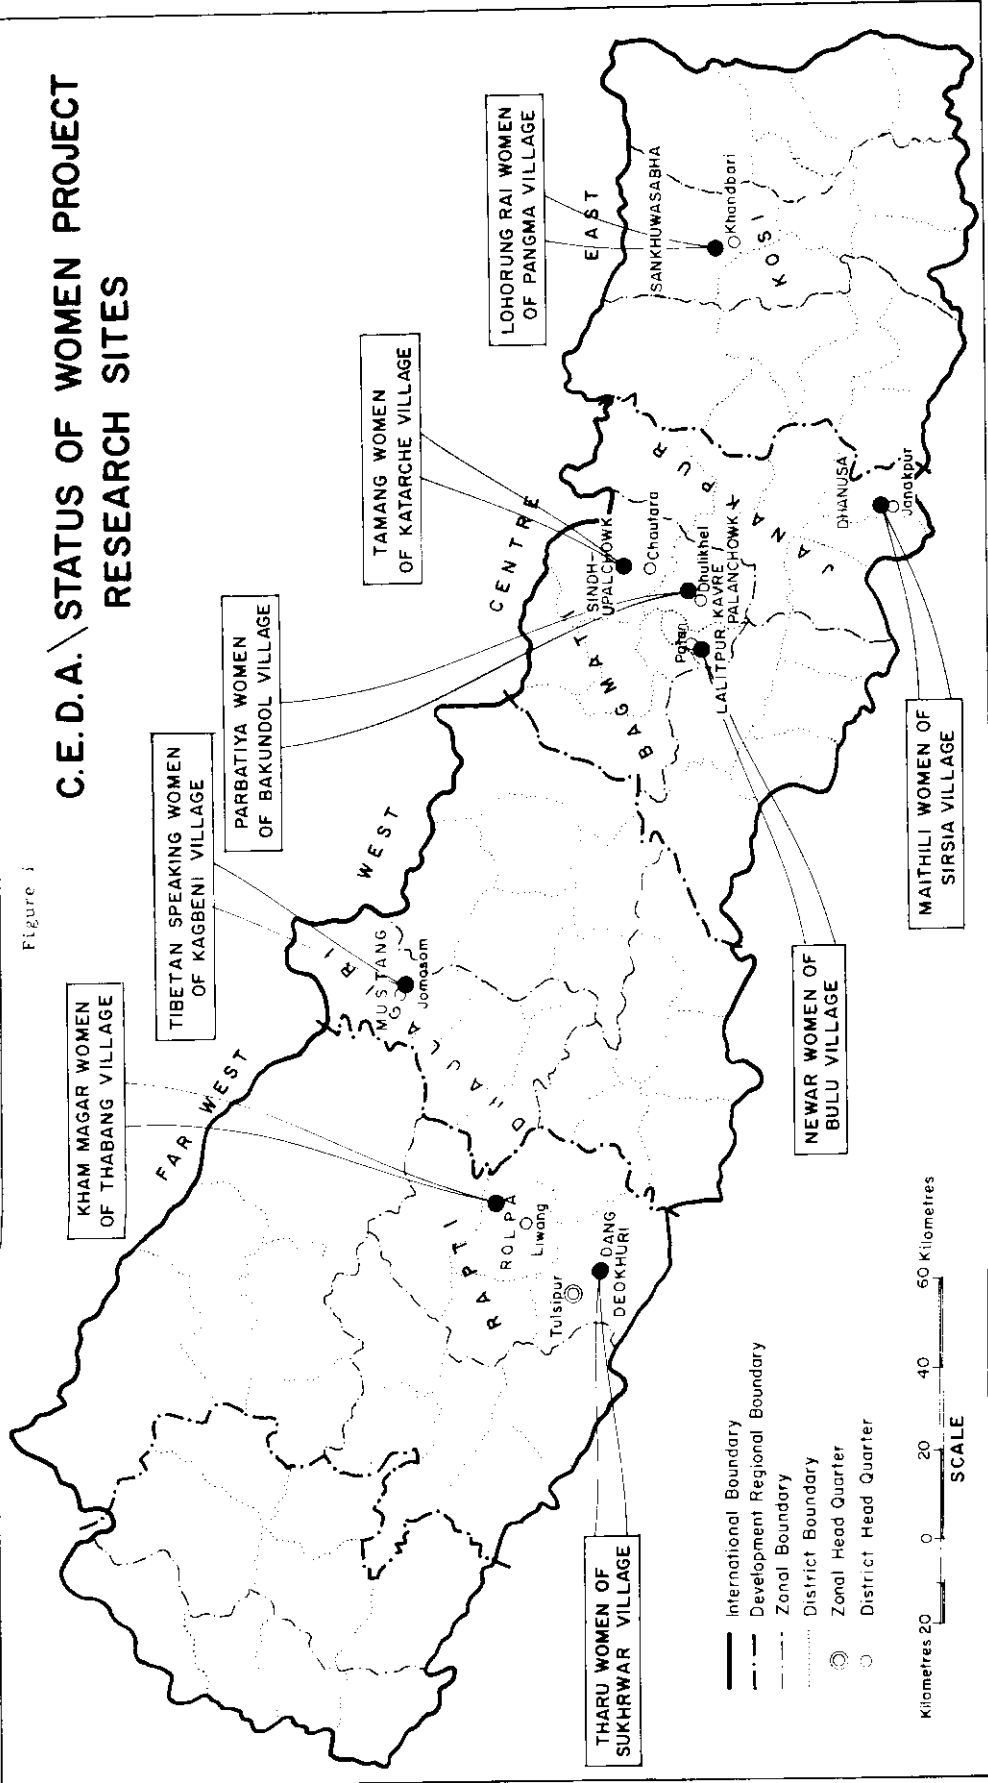 Figure 1
C.E.D.A.\STATUS OF WOMEN PROJECT
RESEARCH SITES
KHAM MAGAR WOMEN
OF THABANG VILLAGE
TIBETAN SPEAKING WOMEN
OF KAGBENI VILLAGE
PARBATIYA WOMEN
OF BAKUNDOL VILLAGE
TAMANG WOMEN
OF KATARCHE VILLAGE
LOHORUNG RAI WOMEN
OF PANGMA VILLAGE
THARU WOMEN OF
SUKHRWAR VILLAGE
NEWAR WOMEN OF
BULU VILLAGE
MAITHILI WOMEN OF
SIRSIA VILLAGE
FAR WEST
WEST
CENTRE
EAST
RAPTI
ROLPA
Liwang
Tulsipur
DANG
DEOKHURI
MUSTANG
Jomosom
BAGMATI
SINDH-
UPALCHOWK
Chautara
Dhulikhel
KAVRE
PALANCHOWK
Patan
LALITPUR
JANAKPUR
DHANUSA
Janakpur
SANKHUWASABHA
Khandbari
KOSI
International Boundary
Development Regional Boundary
Zonal Boundary
District Boundary
Zonal Head Quarter
District Head Quarter
Kilometres 20 0 20 40 60 Kilometres
SCALE